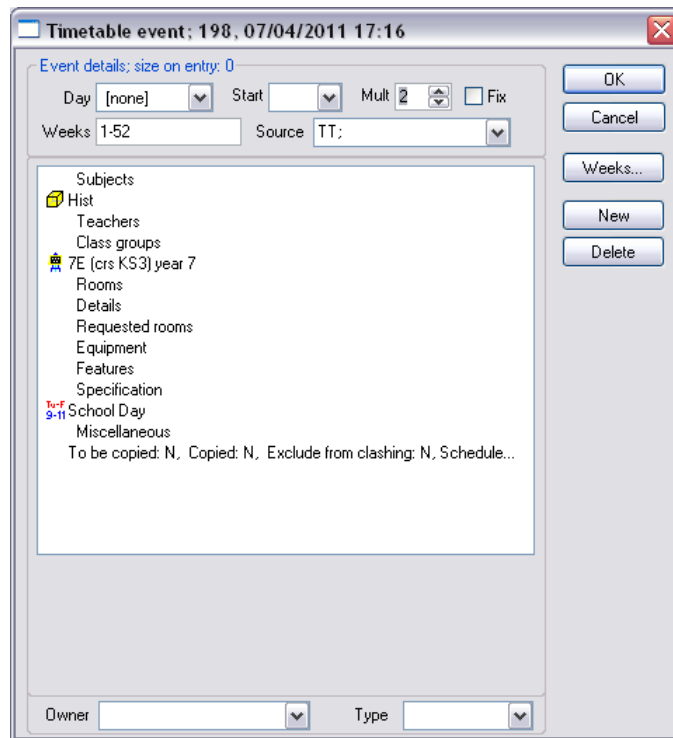 Timetable event; 198, 07/04/2011 17:16
Event details; size on entry: 0
Day [none] Start Mult 2 Fix
Weeks 1-52 Source TT;
OK
Cancel
Weeks...
New
Delete
Subjects
Hist
Teachers
Class groups
7E (crs KS3) year 7
Rooms
Details
Requested rooms
Equipment
Features
Specification
Tu-F
9-11 School Day
Miscellaneous
To be copied: N, Copied: N, Exclude from clashing: N, Schedule...
Owner Type